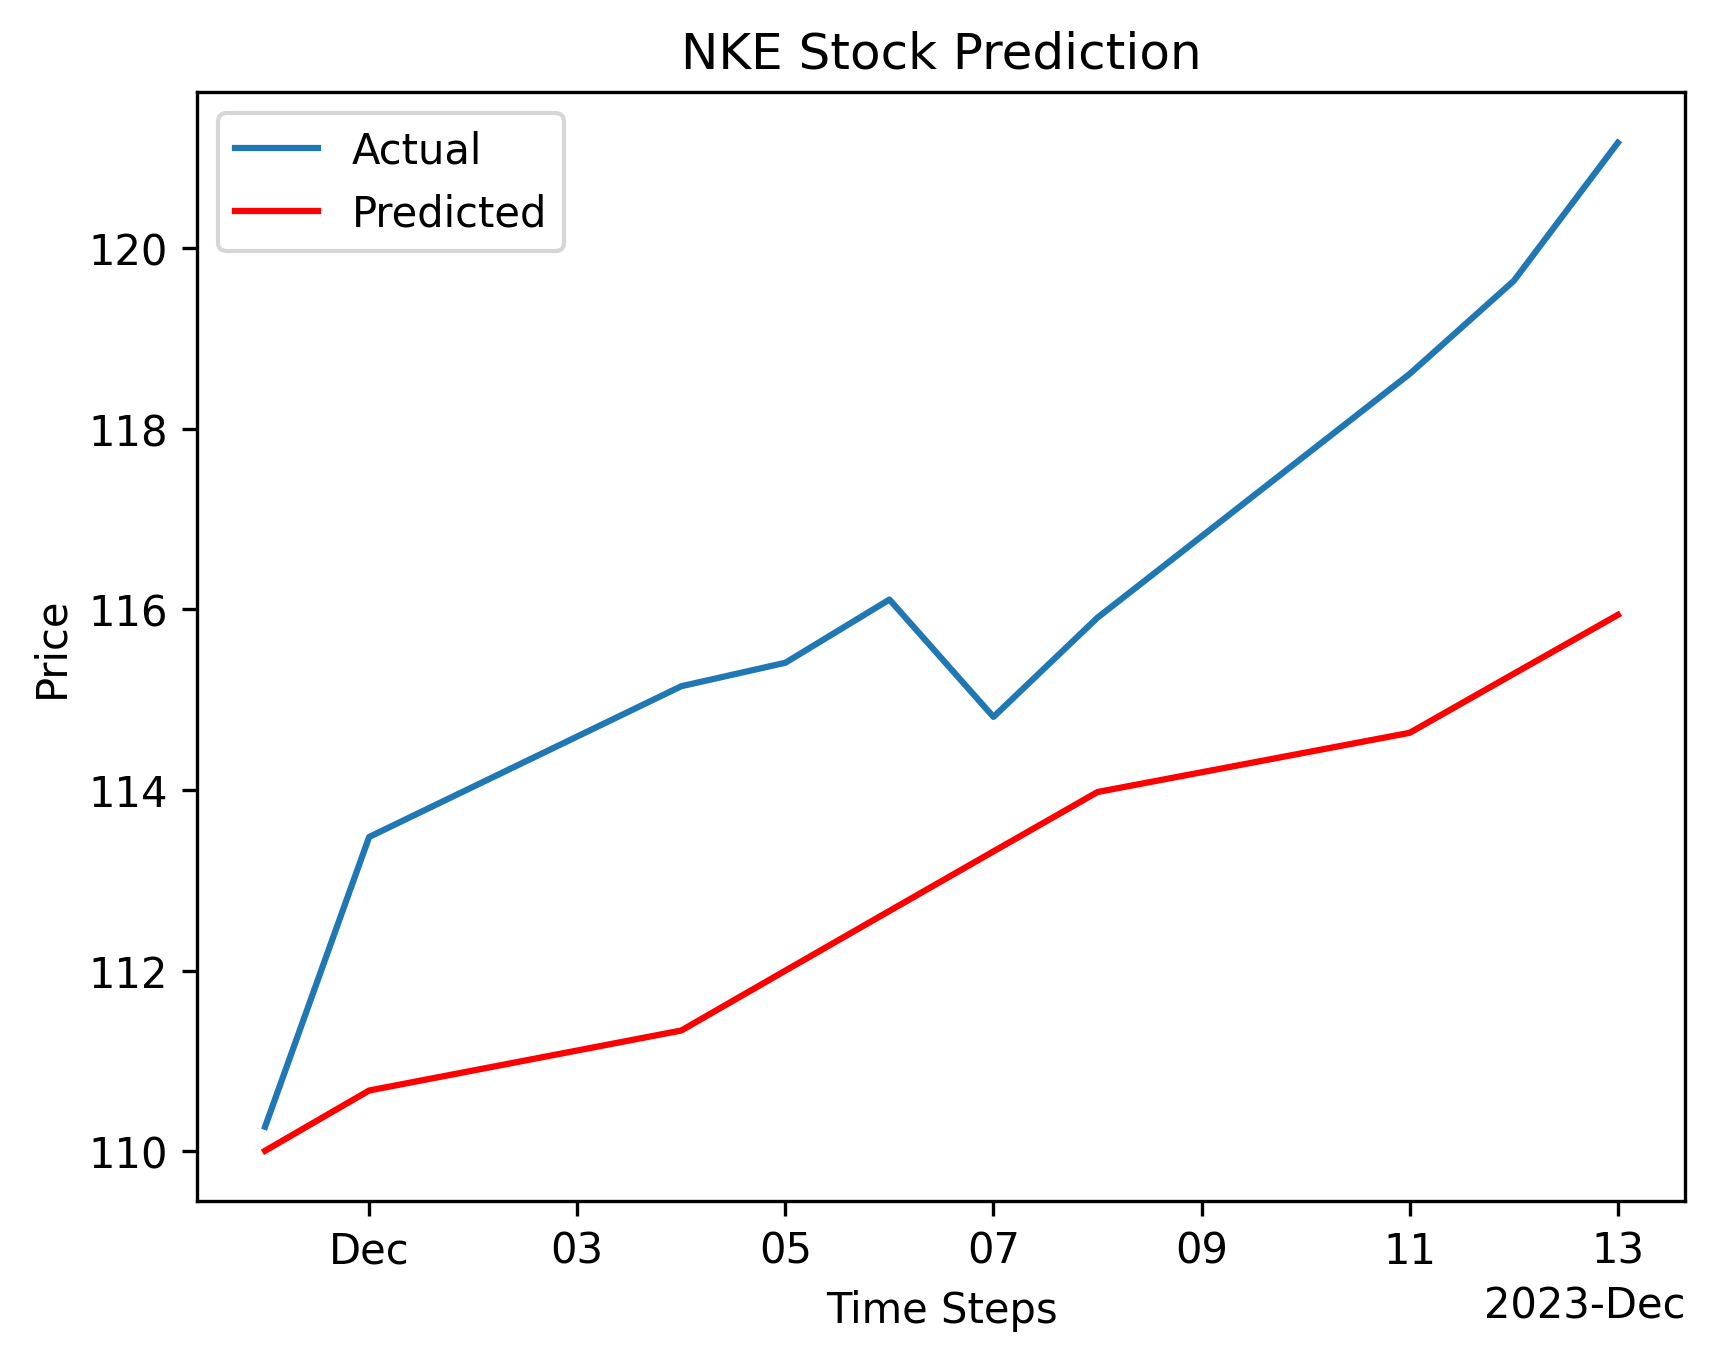 NKE Stock Prediction
Actual
Predicted
120
118
116
114
112
110
Price
Dec 03 05 07 09 11 13
2023-Dec
Time Steps